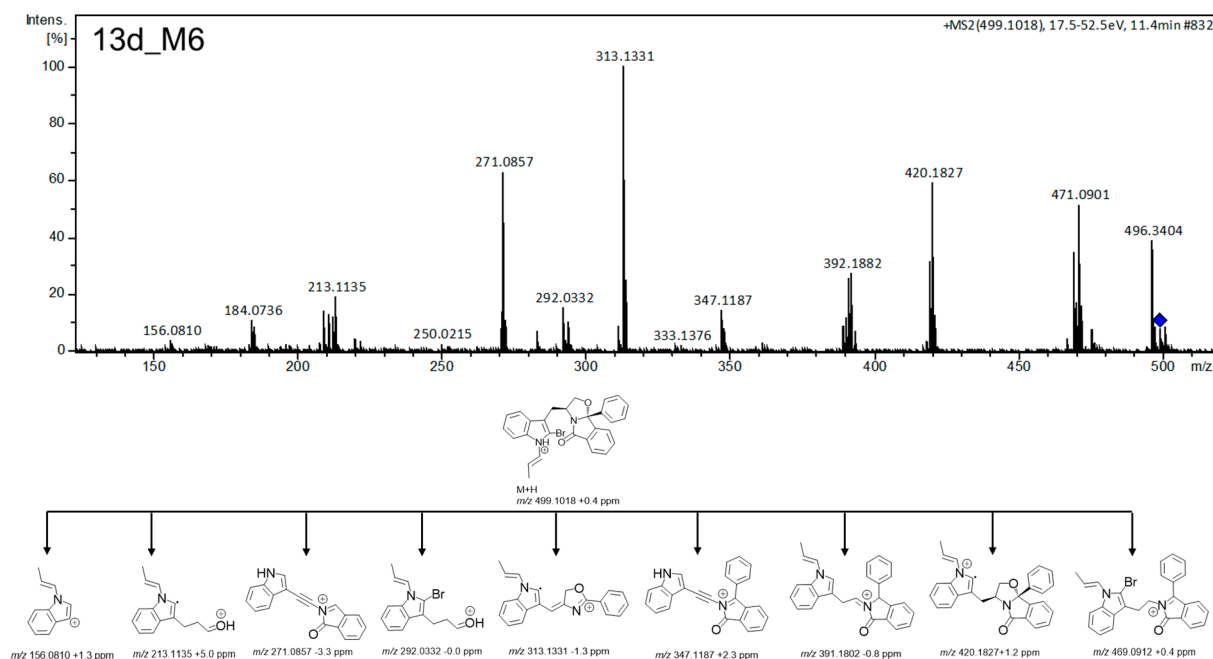 Intens.
[%]
13d_M6
+MS2(499.1018), 17.5-52.5eV, 11.4min #832
100
80
60
40
20
0
313.1331
271.0857
420.1827
471.0901
496.3404
392.1882
213.1135
292.0332
347.1187
184.0736
156.0810
250.0215
333.1376
150
200
250
300
350
400
450
500
m/z
O
N
Br
NH
+
O
M+H
m/z 499.1018 +0.4 ppm
N
+
N
+
OH
HN
N
+
O
N
Br
+
OH
N
O
N
+
HN
N
+
O
N
N
+
O
N
+
O
N
O
Br
N
N
+
O
m/z 156.0810 +1.3 ppm
m/z 213.1135 +5.0 ppm
m/z 271.0857 -3.3 ppm
m/z 292.0332 -0.0 ppm
m/z 313.1331 -1.3 ppm
m/z 347.1187 +2.3 ppm
m/z 391.1802 -0.8 ppm
m/z 420.1827+1.2 ppm
m/z 469.0912 +0.4 ppm